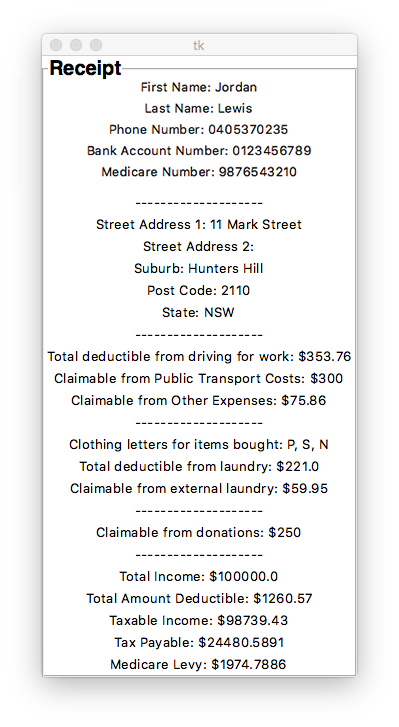 tk
Receipt
First Name: Jordan
Last Name: Lewis
Phone Number: 0405370235
Bank Account Number: 0123456789
Medicare Number: 9876543210
--------------------
Street Address 1: 11 Mark Street
Street Address 2:
Suburb: Hunters Hill
Post Code: 2110
State: NSW
--------------------
Total deductible from driving for work: $353.76
Claimable from Public Transport Costs: $300
Claimable from Other Expenses: $75.86
--------------------
Clothing letters for items bought: P, S, N
Total deductible from laundry: $221.0
Claimable from external laundry: $59.95
--------------------
Claimable from donations: $250
--------------------
Total Income: $100000.0
Total Amount Deductible: $1260.57
Taxable Income: $98739.43
Tax Payable: $24480.5891
Medicare Levy: $1974.7886